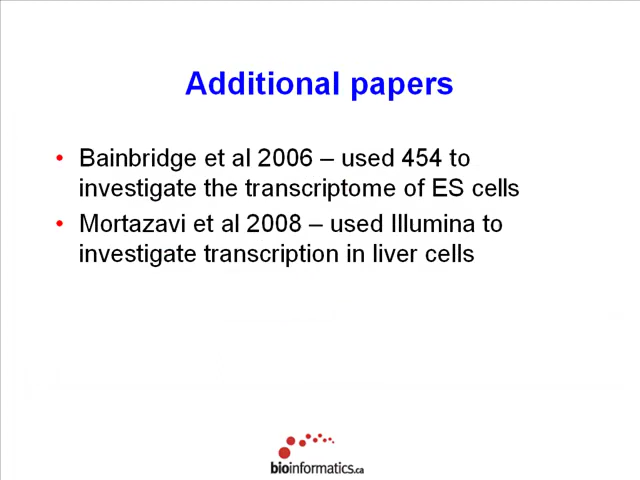 Additional papers
• Bainbridge et al 2006 – used 454 to
investigate the transcriptome of ES cells
• Mortazavi et al 2008 – used Illumina to
investigate transcription in liver cells
bioinformatics.ca